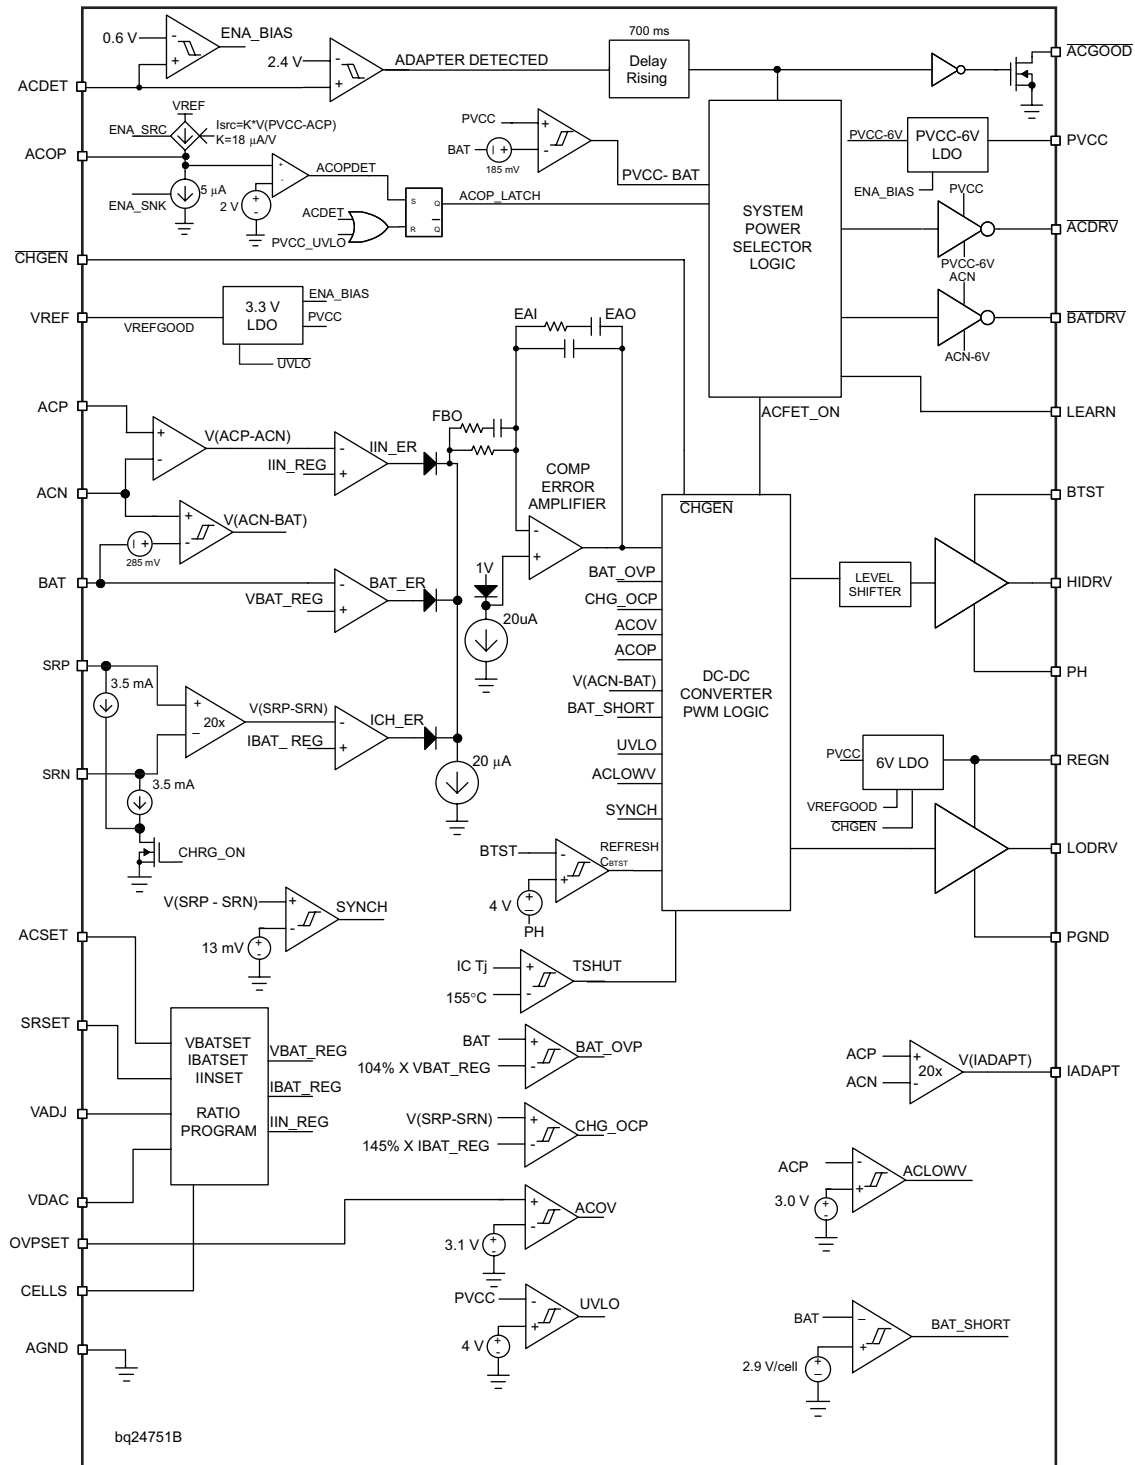 0.6 V
ENA_BIAS
2.4 V
ADAPTER DETECTED
700 ms
Delay
Rising
ACGOOD
ACDET
VREF
ENA_SRC
Isrc=K*V(PVCC-ACP)
K=18 μA/V
ACOP
ACOPDET
5 μA
ENA_SNK
2 V
ACDET
PVCC_UVLO
S
Q
R
Q
ACOP_LATCH
PVCC
BAT
185 mV
PVCC- BAT
SYSTEM
POWER
SELECTOR
LOGIC
PVCC-6V
PVCC-6V
LDO
PVCC
ENA_BIAS
PVCC
ACDRV
PVCC-6V
ACN
BATDRV
ACN-6V
CHGEN
VREF
VREFGOOD
3.3 V
LDO
ENA_BIAS
PVCC
UVLO
EAI
EAO
ACFET_ON
LEARN
ACP
V(ACP-ACN)
IIN_REG
IIN_ER
FBO
COMP
ERROR
AMPLIFIER
ACN
V(ACN-BAT)
285 mV
BAT
VBAT_REG
BAT_ER
1V
20uA
CHGEN
BAT_OVP
CHG_OCP
ACOV
ACOP
V(ACN-BAT)
BAT_SHORT
UVLO
ACLOWV
SYNCH
DC-DC
CONVERTER
PWM LOGIC
BTST
LEVEL
SHIFTER
HIDRV
PH
SRP
3.5 mA
20x
V(SRP-SRN)
IBAT_ REG
ICH_ER
20 μA
SRN
3.5 mA
CHRG_ON
PVCC
6V LDO
REGN
VREFGOOD
CHGEN
LODRV
PGND
BTST
REFRESH
CBTST
4 V
PH
V(SRP - SRN)
SYNCH
13 mV
IC Tj
155°C
TSHUT
ACSET
SRSET
VADJ
VDAC
OVPSET
CELLS
AGND
VBATSET
IBATSET
IINSET
RATIO
PROGRAM
VBAT_REG
IBAT_REG
IIN_REG
BAT
104% X VBAT_REG
BAT_OVP
V(SRP-SRN)
145% X IBAT_REG
CHG_OCP
ACOV
3.1 V
PVCC
UVLO
4 V
ACP
ACN
20x
V(IADAPT)
IADAPT
ACP
ACLOWV
3.0 V
BAT
BAT_SHORT
2.9 V/cell
bq24751B